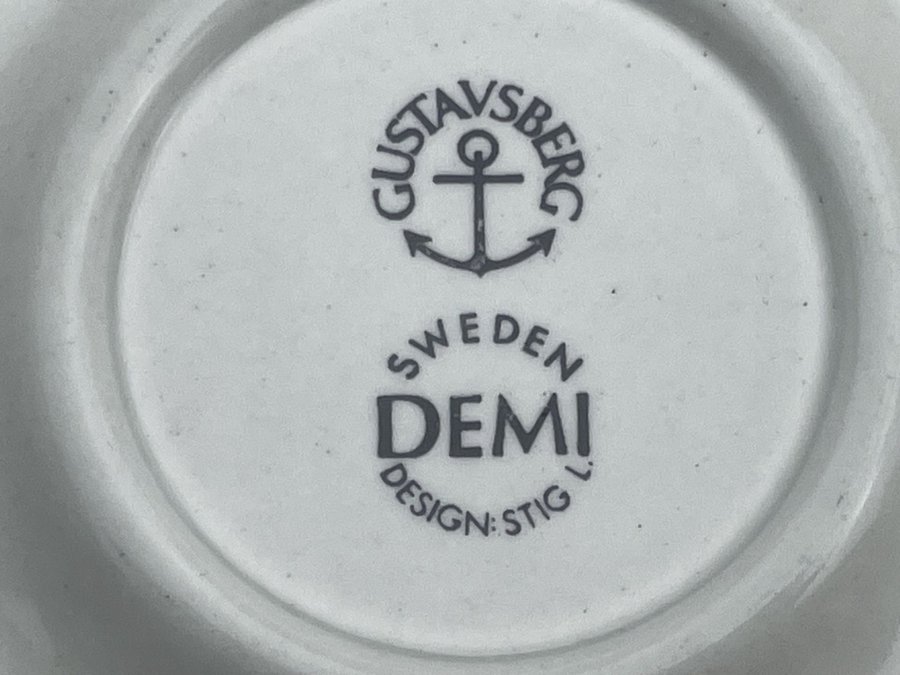 GUSTAVSBERG
SWEDEN
DEMI
DESIGN: STIG L.